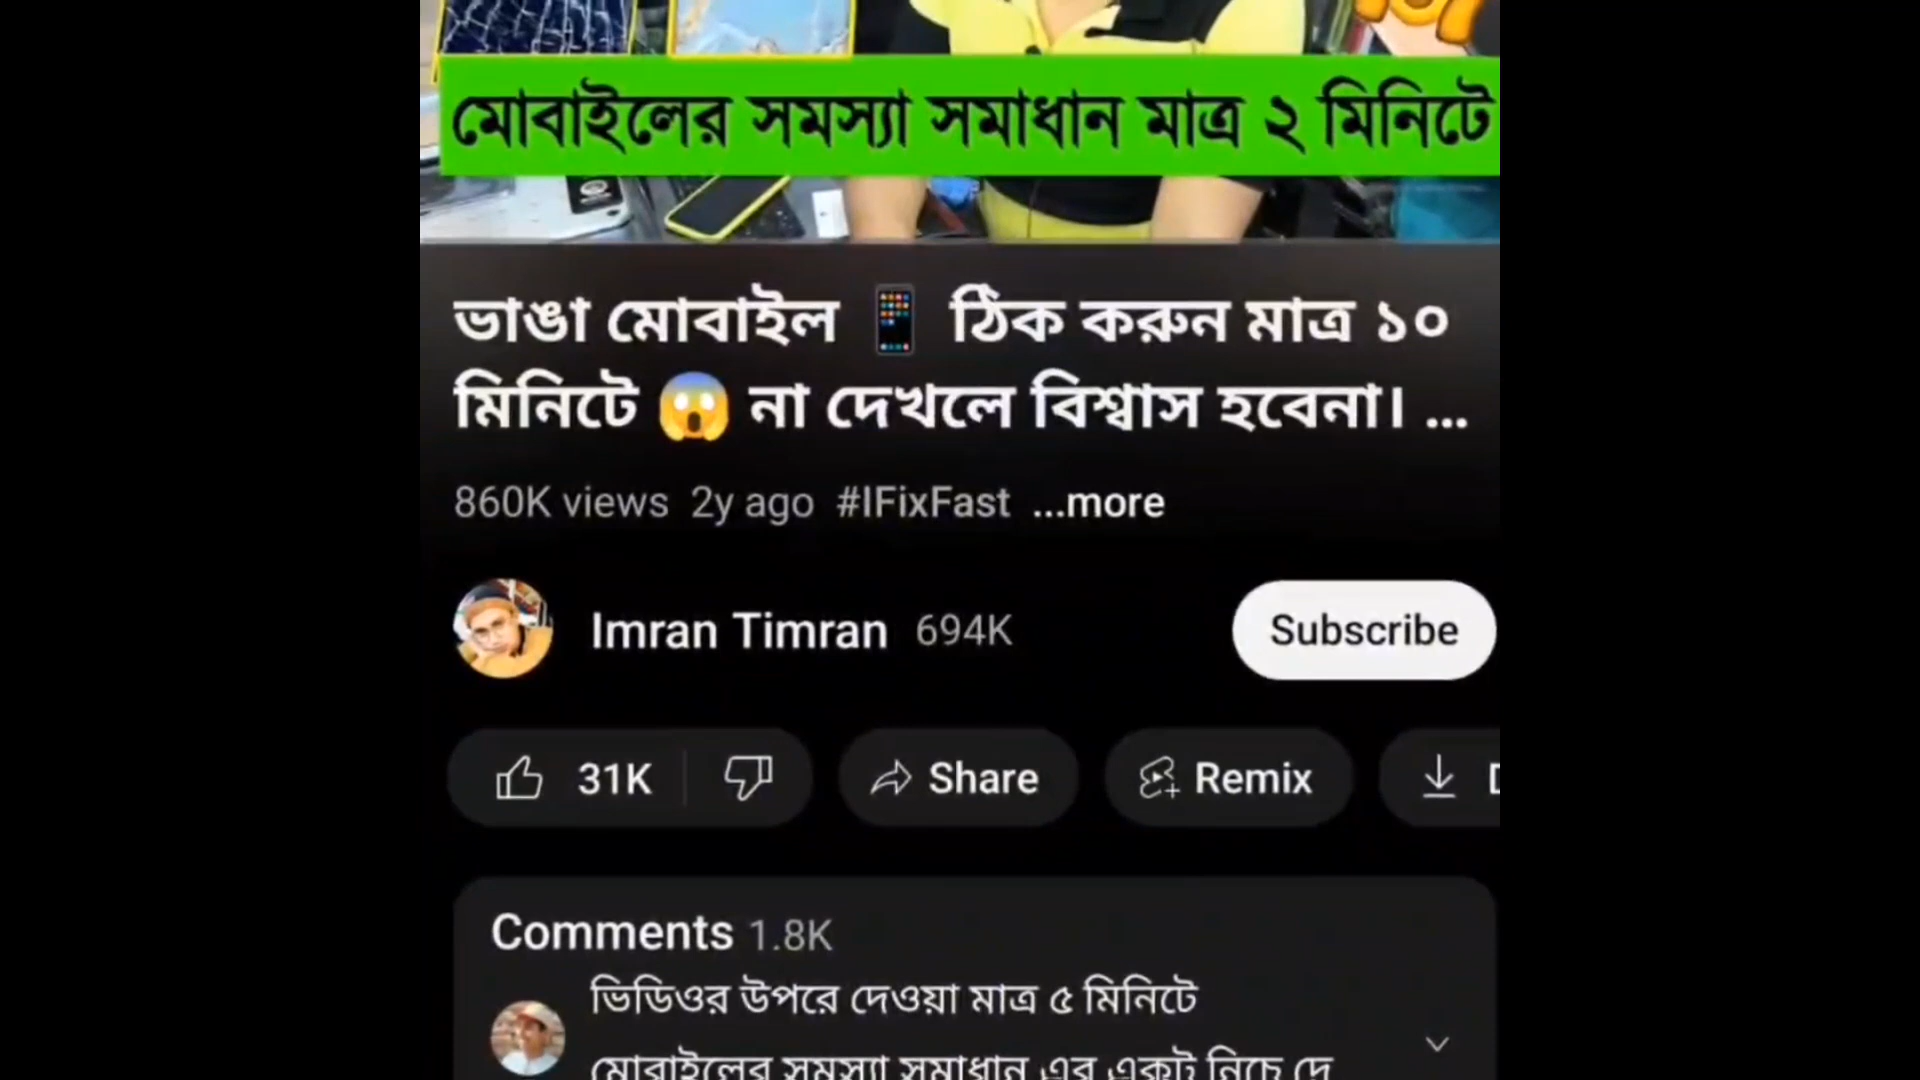 মোবাইলের সমস্যা সমাধান মাত্র ২ মিনিটে
ভাঙা মোবাইল 📱 ঠিক করুন মাত্র ১০
মিনিটে 😱 না দেখলে বিশ্বাস হবেনা। ...
860K views 2y ago #IFixFast ...more
Imran Timran 694K Subscribe
31K Share Remix
Comments 1.8K
ভিডিওর উপরে দেওয়া মাত্র ৫ মিনিটে
মোবাইলের সমস্যা সমাধান এর একটু নিচে দে